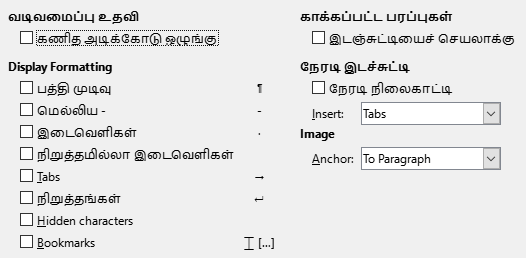 வடிவமைப்பு உதவி
கணித அடிக்கோடு ஒழுங்கு
Display Formatting
பத்தி முடிவு ¶
மெல்லிய - -
இடைவெளிகள் ·
நிறுத்தமில்லா இடைவெளிகள்
Tabs →
நிறுத்தங்கள் ↵
Hidden characters
Bookmarks ⌶ [...]
காக்கப்பட்ட பரப்புகள்
இடஞ்சுட்டியைச் செயலாக்கு
நேரடி இடச்சுட்டி
நேரடி நிலைகாட்டி
Insert: Tabs
Image
Anchor: To Paragraph